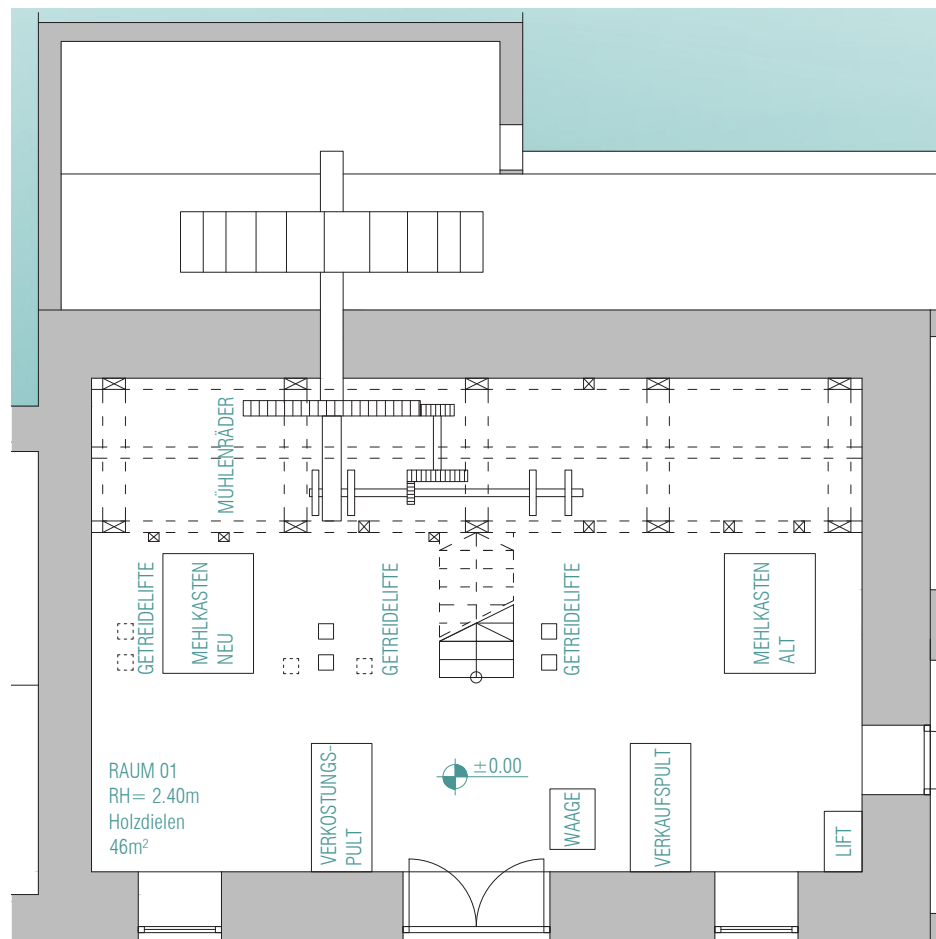 MÜHLENRÄDER
GETREIDELIFTE
MEHLKASTEN
NEU
GETREIDELIFTE
GETREIDELIFTE
MEHLKASTEN
ALT
RAUM 01
RH= 2.40m
Holzdielen
46m²
VERKOSTUNGS-
PULT
±0.00
WAAGE
VERKAUFSPULT
LIFT